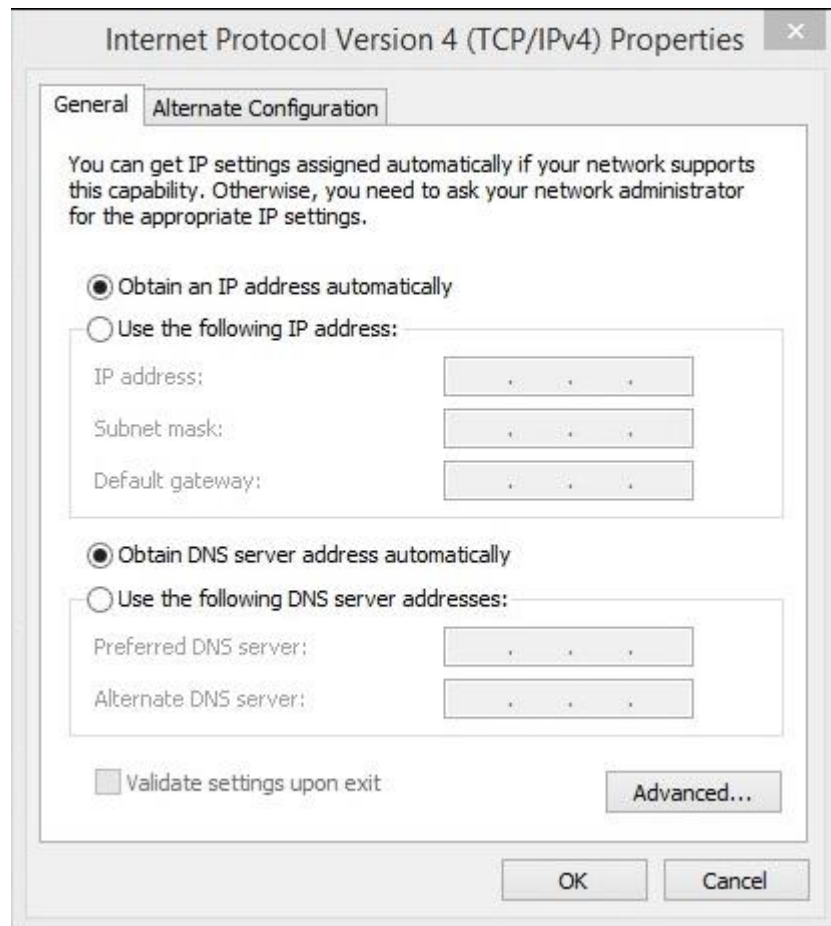 Internet Protocol Version 4 (TCP/IPv4) Properties
General
Alternate Configuration
You can get IP settings assigned automatically if your network supports
this capability. Otherwise, you need to ask your network administrator
for the appropriate IP settings.
Obtain an IP address automatically
Use the following IP address:
IP address:
Subnet mask:
Default gateway:
Obtain DNS server address automatically
Use the following DNS server addresses:
Preferred DNS server:
Alternate DNS server:
Validate settings upon exit
Advanced...
OK
Cancel